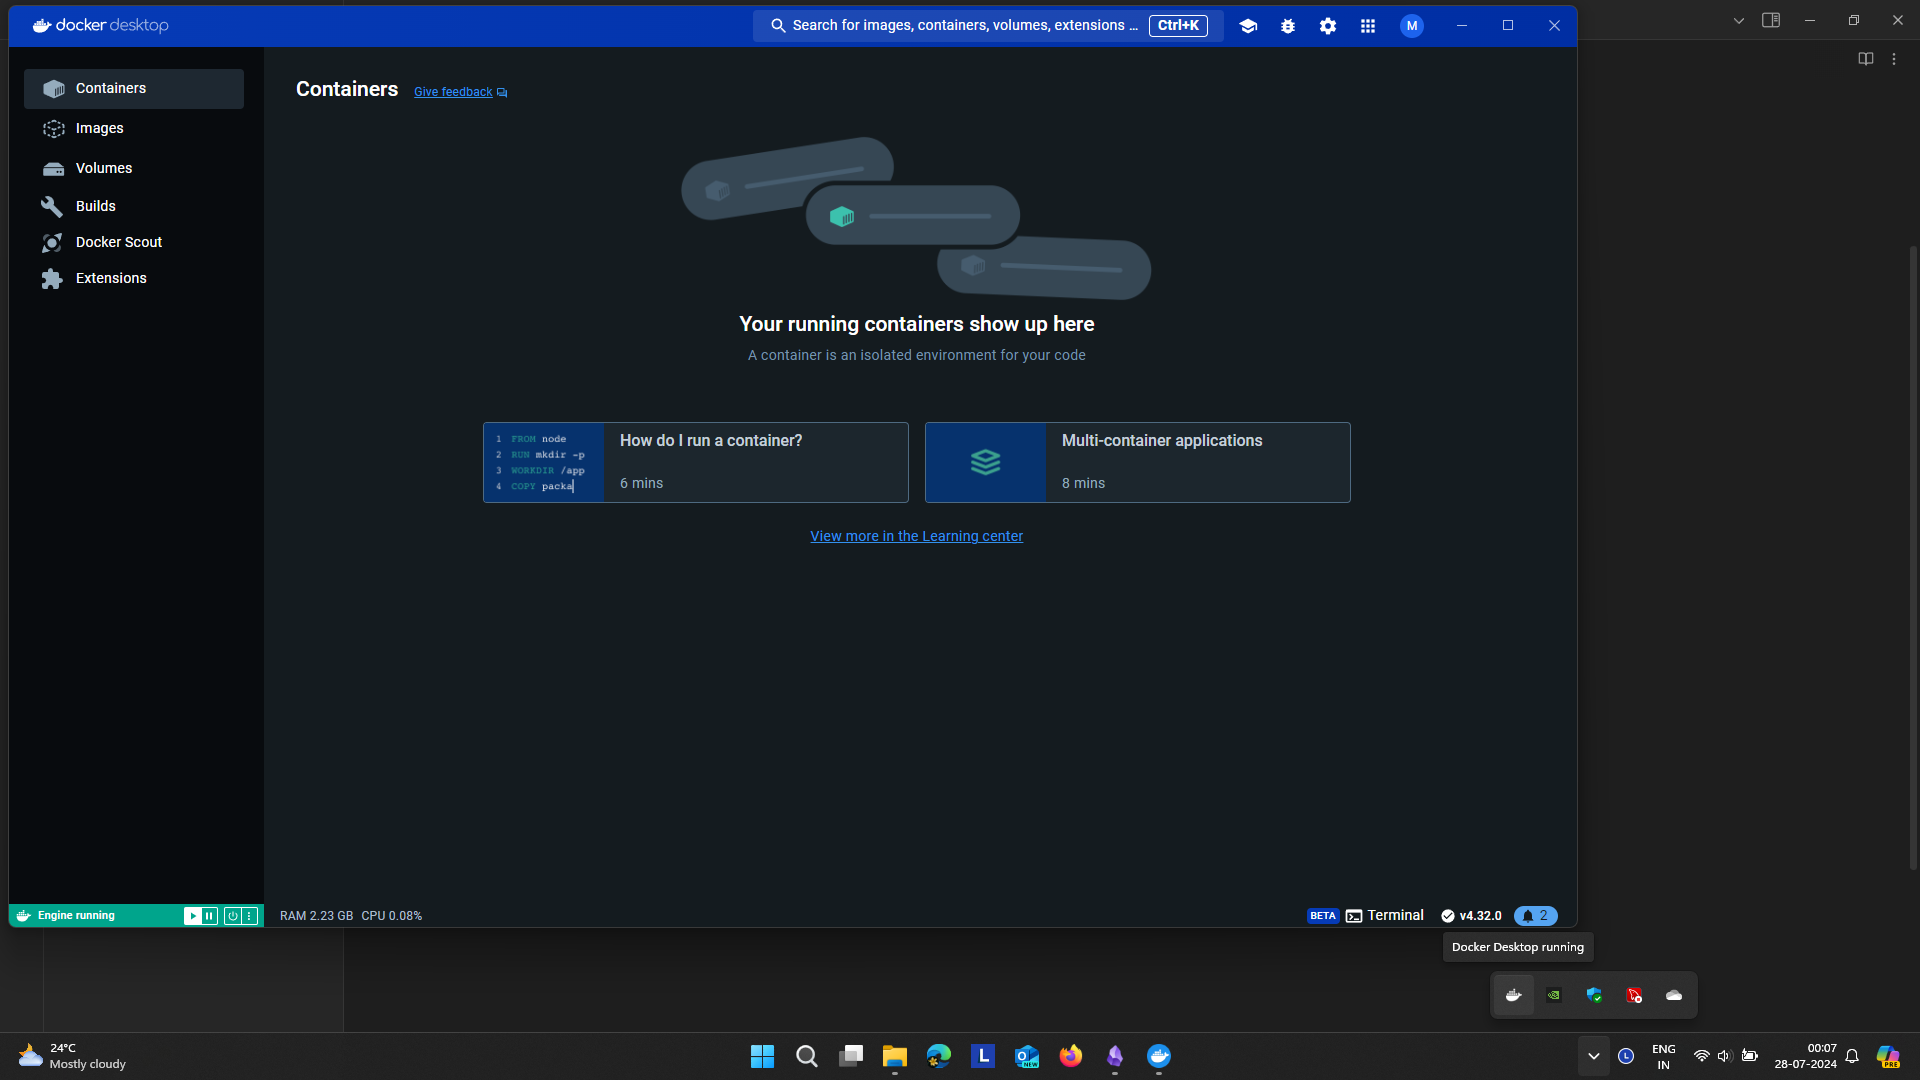 docker desktop
Search for images, containers, volumes, extensions ... Ctrl+K
M
Containers
Images
Volumes
Builds
Docker Scout
Extensions
Containers Give feedback
Your running containers show up here
A container is an isolated environment for your code
1 FROM node
2 RUN mkdir -p
3 WORKDIR /app
4 COPY packa
How do I run a container?
6 mins
Multi-container applications
8 mins
View more in the Learning center
Engine running
RAM 2.23 GB CPU 0.08%
BETA Terminal v4.32.0 2
Docker Desktop running
24°C
Mostly cloudy
L
O NEW
L
ENG
IN
00:07
28-07-2024
PRE